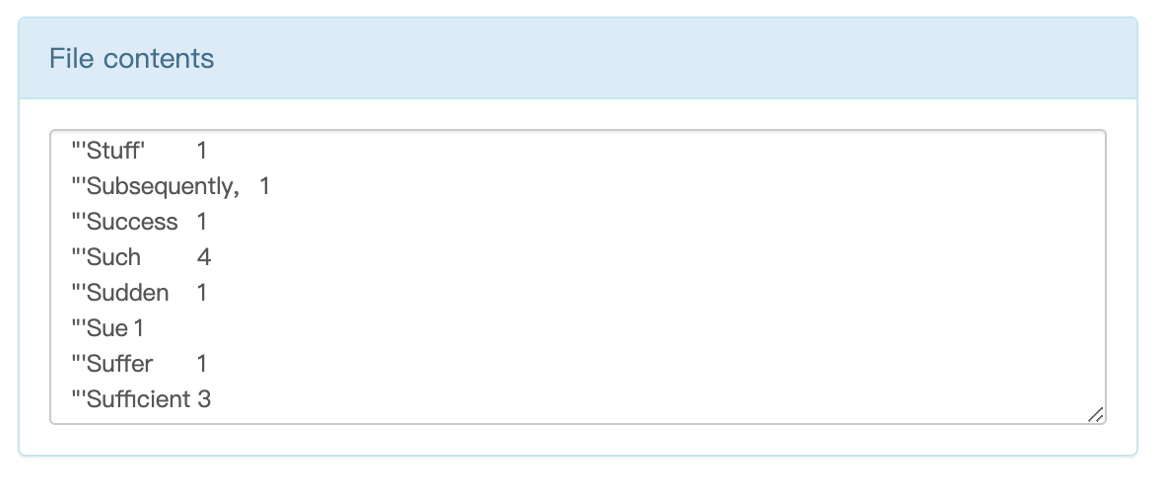 File contents
"'Stuff'	1
"'Subsequently,	1
"'Success	1
"'Such	4
"'Sudden	1
"'Sue	1
"'Suffer	1
"'Sufficient	3